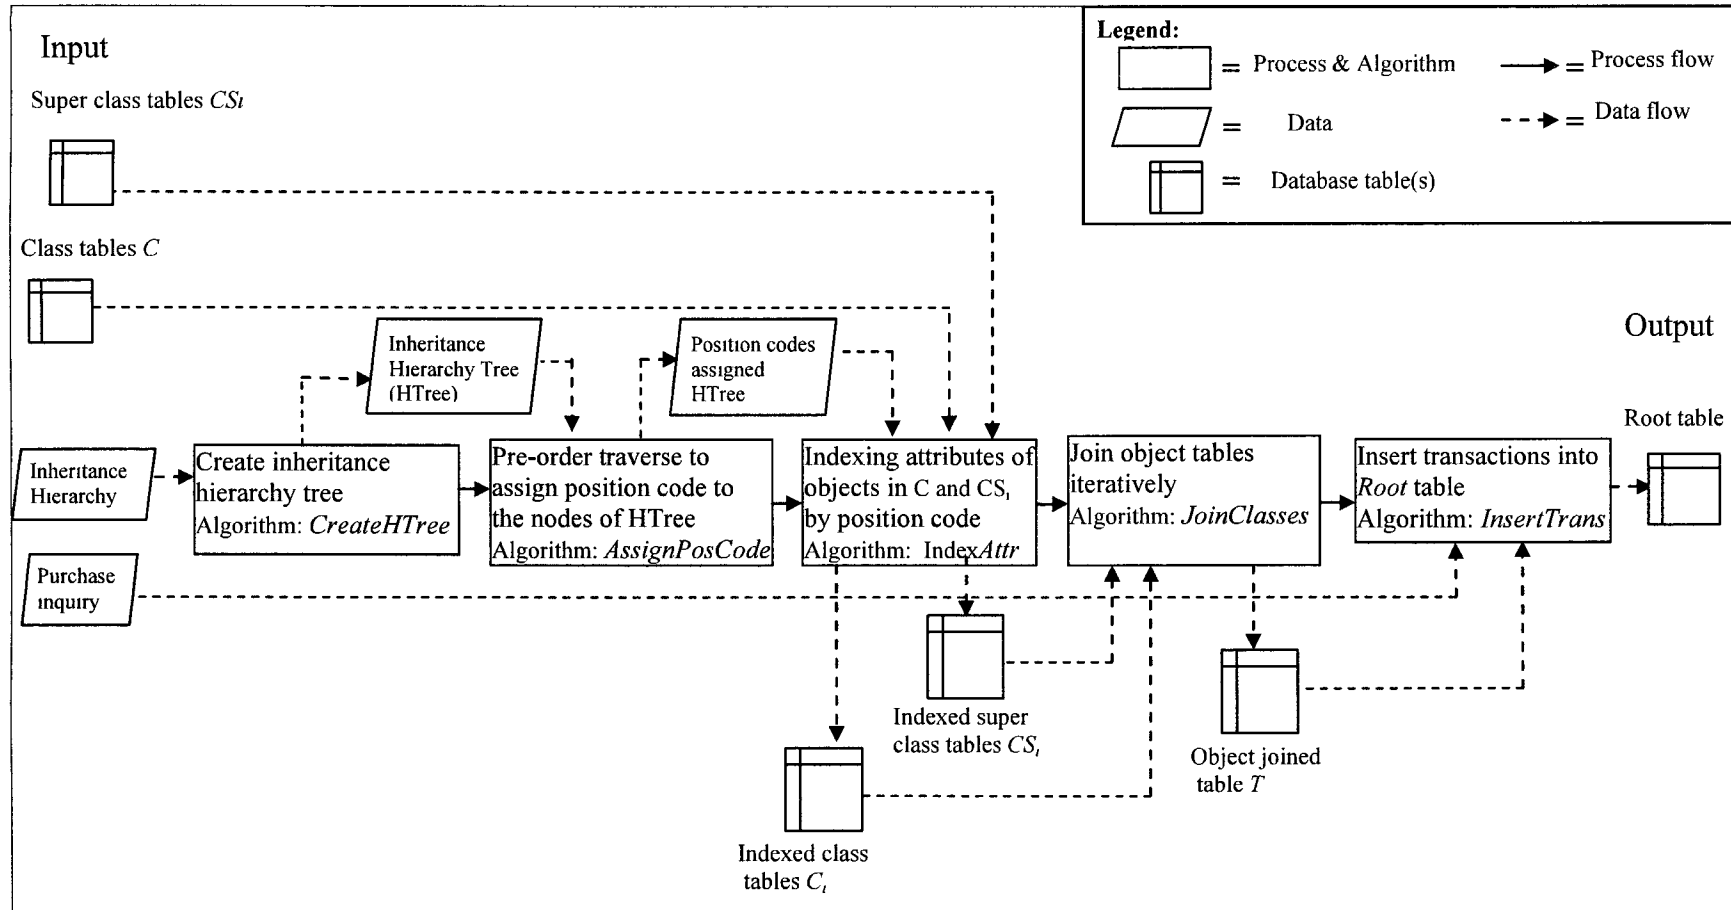 Input
Super class tables CSι
Class tables C
Legend:
= Process & Algorithm
= Process flow
= Data
= Data flow
= Database table(s)
Output
Inheritance
Hierarchy Tree
(HTree)
Position codes
assigned
HTree
Root table
Inheritance
Hierarchy
Create inheritance
hierarchy tree
Algorithm: CreateHTree
Pre-order traverse to
assign position code to
the nodes of HTree
Algorithm: AssignPosCode
Indexing attributes of
objects in C and CSι
by position code
Algorithm: IndexAttr
Join object tables
iteratively
Algorithm: JoinClasses
Insert transactions into
Root table
Algorithm: InsertTrans
Purchase
inquiry
Indexed super
class tables CSι
Object joined
table T
Indexed class
tables Cι